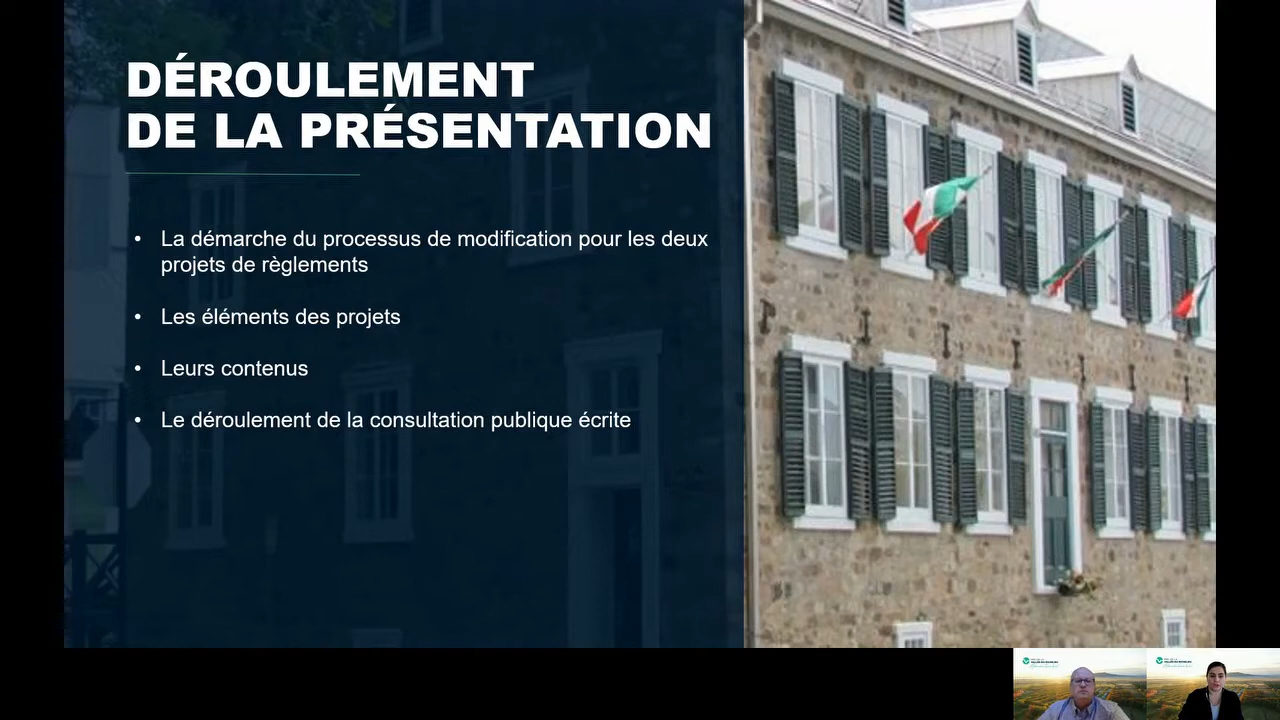 DÉROULEMENT
DE LA PRÉSENTATION
• La démarche du processus de modification pour les deux
projets de règlements
• Les éléments des projets
• Leurs contenus
• Le déroulement de la consultation publique écrite